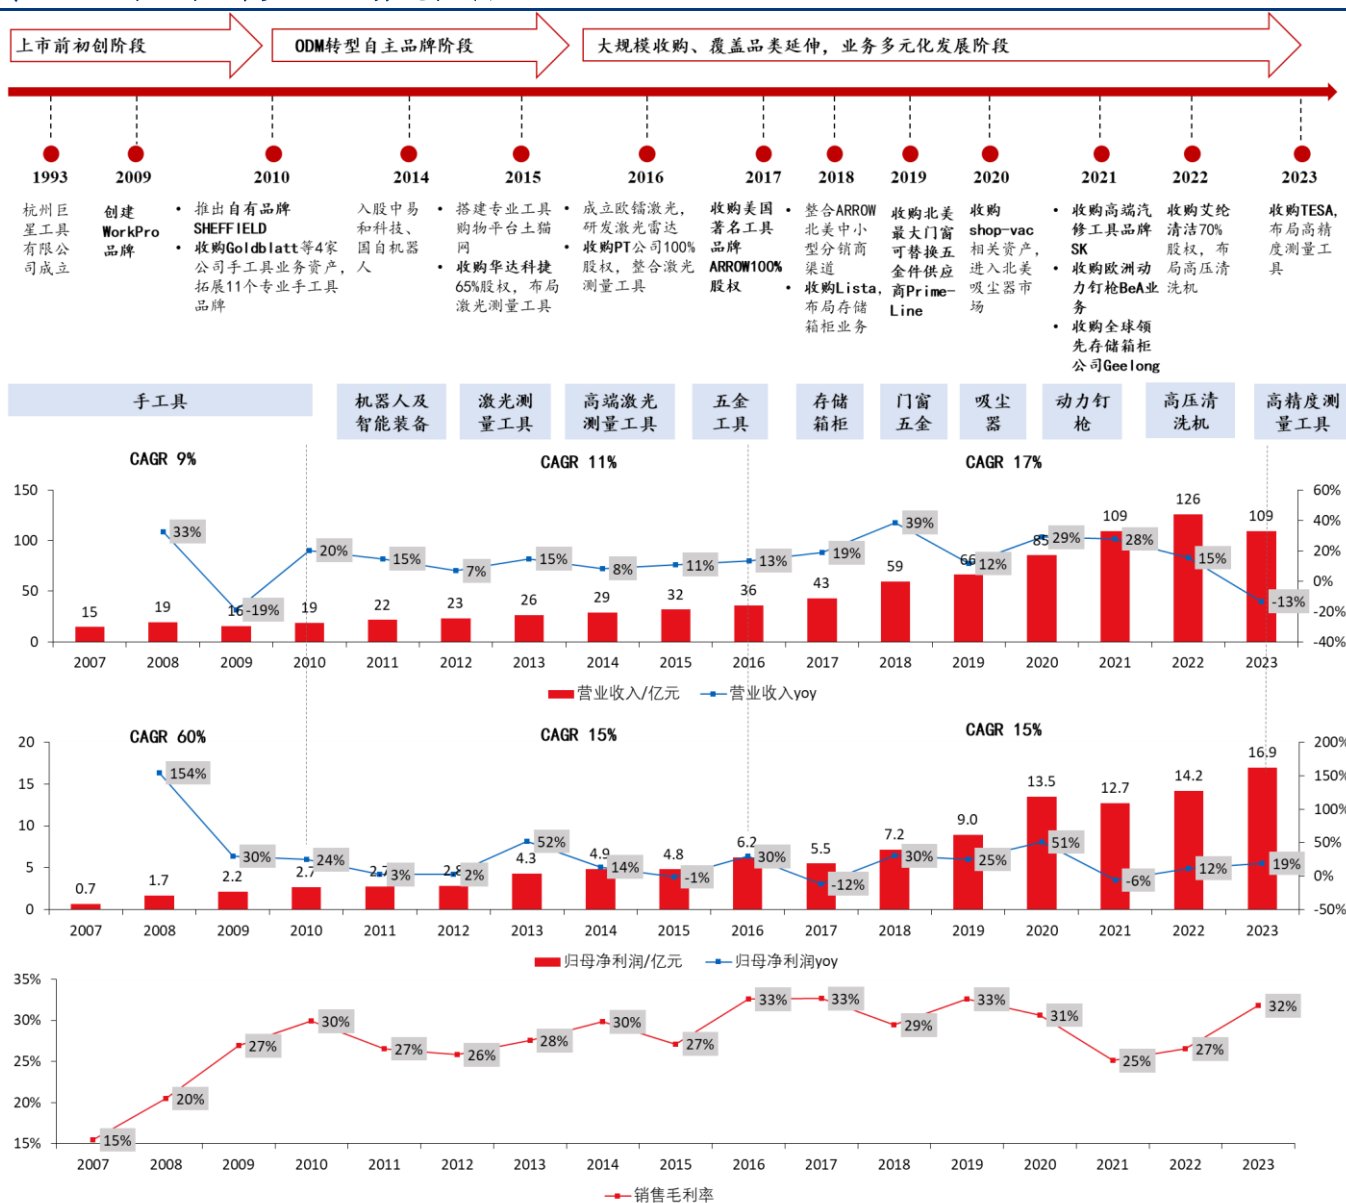 上市前初创阶段
ODM转型自主品牌阶段
大规模收购、覆盖品类延伸，业务多元化发展阶段
1993
2009
2010
2014
2015
2016
2017
2018
2019
2020
2021
2022
2023
杭州巨
星工具
有限公
司成立
创建
WorkPro
品牌
• 推出自有品牌
SHEFFIELD
• 收购Goldblatt等4家
公司手工具业务资产，
拓展11个专业手工具
品牌
入股中易
和科技、
国自机器
人
• 搭建专业工具
购物平台土猫
网
• 收购华达科捷
65%股权，布局
激光测量工具
• 成立欧镭激光，
研发激光雷达
• 收购PT公司100%
股权，整合激光
测量工具
收购美国
著名工具
品牌
ARROW100%
股权
• 整合ARROW
北美中小
型分销商
渠道
• 收购Lista，
布局存储
箱柜业务
收购北美
最大门窗
可替换五
金件供应
商Prime-
Line
收购
shop-vac
相关资产，
进入北美
吸尘器市
场
• 收购高端汽
修工具品牌
SK
• 收购欧洲动
力钉枪BeA业
务
• 收购全球领
先存储箱柜
公司Geelong
收购艾纶
清洁70%
股权，布
局高压清
洗机
收购TESA，
布局高精
度测量工
具
手工具
机器人及
智能装备
激光测
量工具
高端激光
测量工具
五金
工具
存储
箱柜
门窗
五金
吸尘
器
动力钉
枪
高压清
洗机
高精度测
量工具
CAGR 9%
CAGR 11%
CAGR 17%
150
100
50
0
60%
40%
20%
0%
-20%
-40%
15
19
16
19
22
23
26
29
32
36
43
59
66
85
109
126
109
33%
-19%
20%
15%
7%
15%
8%
11%
13%
19%
39%
12%
29%
28%
15%
-13%
2007 2008 2009 2010 2011 2012 2013 2014 2015 2016 2017 2018 2019 2020 2021 2022 2023
营业收入/亿元 营业收入yoy
CAGR 60%
CAGR 15%
CAGR 15%
20
15
10
5
0
200%
150%
100%
50%
0%
-50%
0.7
1.7
2.2
2.7
2.7
2.8
4.3
4.9
4.8
6.2
5.5
7.2
9.0
13.5
12.7
14.2
16.9
154%
30%
24%
3%
2%
52%
14%
-1%
30%
-12%
30%
25%
51%
-6%
12%
19%
2007 2008 2009 2010 2011 2012 2013 2014 2015 2016 2017 2018 2019 2020 2021 2022 2023
归母净利润/亿元 归母净利润yoy
35%
30%
25%
20%
15%
15%
20%
27%
30%
27%
26%
28%
30%
27%
33%
33%
29%
33%
31%
25%
27%
32%
2007 2008 2009 2010 2011 2012 2013 2014 2015 2016 2017 2018 2019 2020 2021 2022 2023
销售毛利率